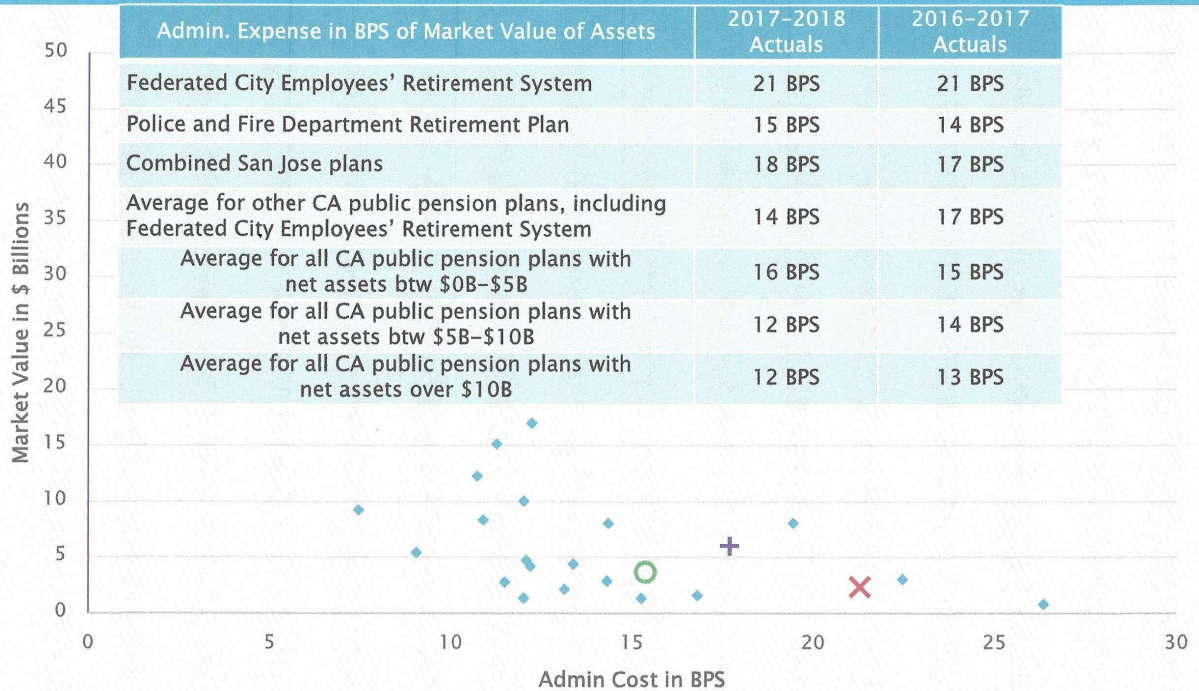 Admin. Expense in BPS of Market Value of Assets
2017-2018
Actuals
2016-2017
Actuals
Federated City Employees' Retirement System
21 BPS
21 BPS
Police and Fire Department Retirement Plan
15 BPS
14 BPS
Combined San Jose plans
18 BPS
17 BPS
Average for other CA public pension plans, including
Federated City Employees' Retirement System
14 BPS
17 BPS
Average for all CA public pension plans with
net assets btw $0B-$5B
16 BPS
15 BPS
Average for all CA public pension plans with
net assets btw $5B-$10B
12 BPS
14 BPS
Average for all CA public pension plans with
net assets over $10B
12 BPS
13 BPS
Market Value in $ Billions
50
45
40
35
30
25
20
15
10
5
0
0
5
10
15
20
25
30
Admin Cost in BPS